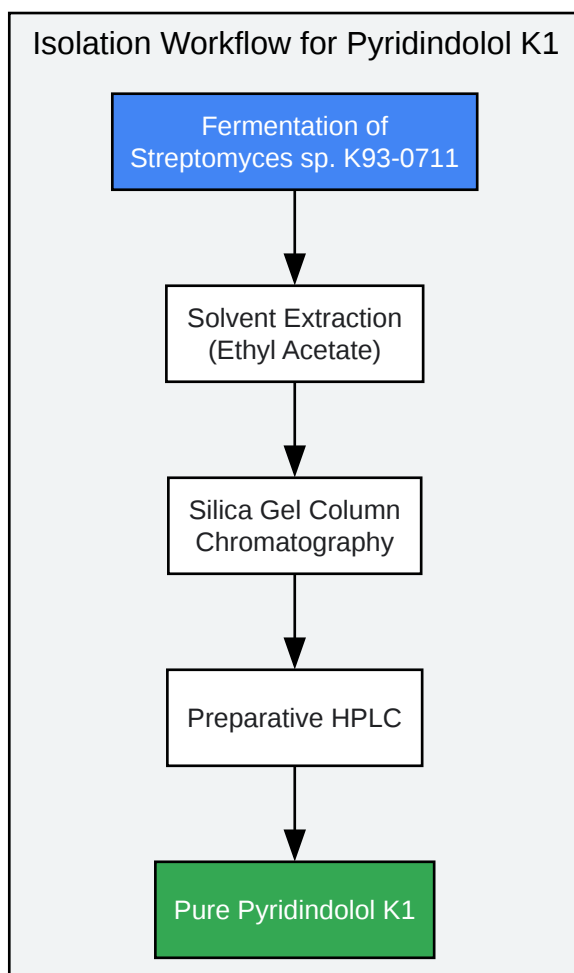 Isolation Workflow for Pyridindolol K1
Fermentation of
Streptomyces sp. K93-0711
Solvent Extraction
(Ethyl Acetate)
Silica Gel Column
Chromatography
Preparative HPLC
Pure Pyridindolol K1